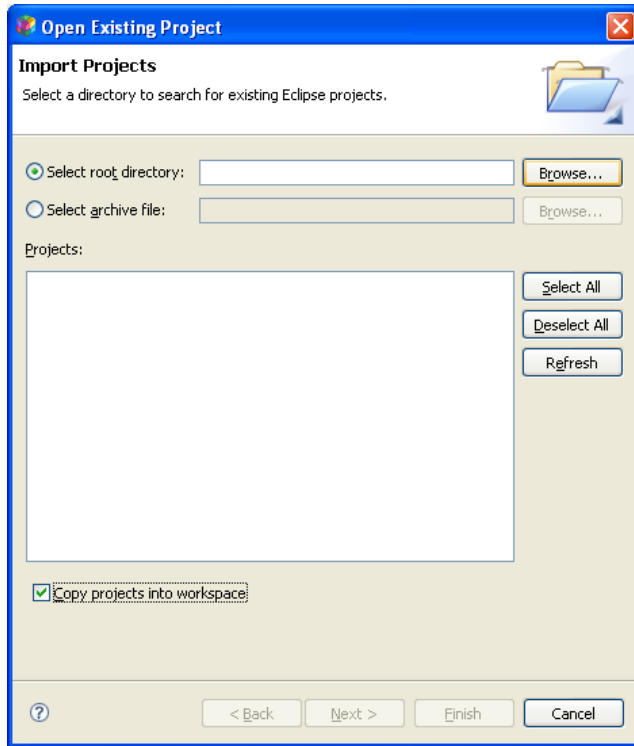 Open Existing Project
Import Projects
Select a directory to search for existing Eclipse projects.
Select root directory:
Browse...
Select archive file:
Browse...
Projects:
Select All
Deselect All
Refresh
Copy projects into workspace
?
< Back
Next >
Finish
Cancel